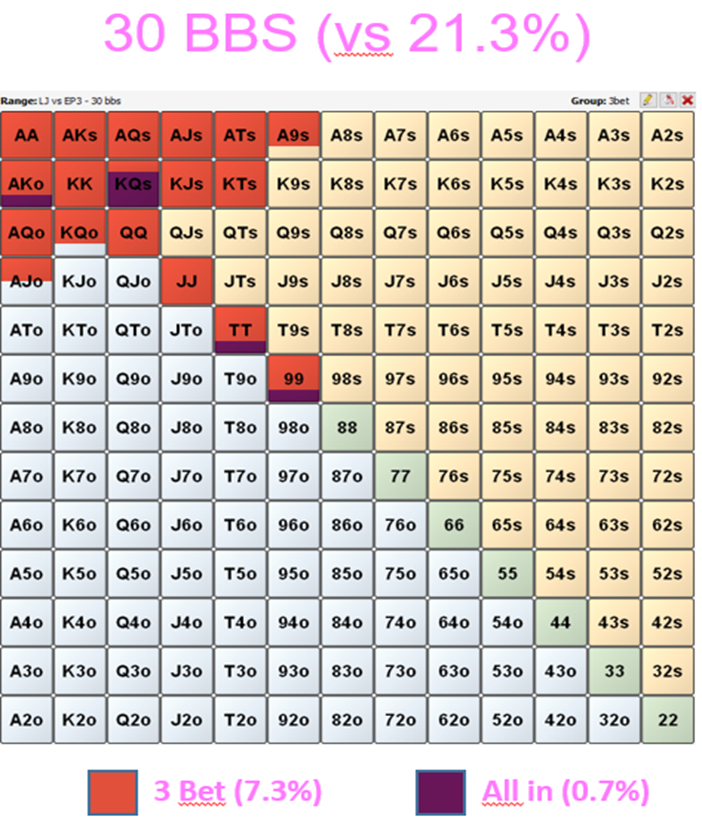 30 BBS (vs 21.3%)
Range: LJ vs EP3 - 30 bbs Group: 3bet
AA AKs AQs AJs ATs A9s A8s A7s A6s A5s A4s A3s A2s
AKo KK KQs KJs KTs K9s K8s K7s K6s K5s K4s K3s K2s
AQo KQo QQ QJs QTs Q9s Q8s Q7s Q6s Q5s Q4s Q3s Q2s
AJo KJo QJo JJ JTs J9s J8s J7s J6s J5s J4s J3s J2s
ATo KTo QTo JTo TT T9s T8s T7s T6s T5s T4s T3s T2s
A9o K9o Q9o J9o T9o 99 98s 97s 96s 95s 94s 93s 92s
A8o K8o Q8o J8o T8o 98o 88 87s 86s 85s 84s 83s 82s
A7o K7o Q7o J7o T7o 97o 87o 77 76s 75s 74s 73s 72s
A6o K6o Q6o J6o T6o 96o 86o 76o 66 65s 64s 63s 62s
A5o K5o Q5o J5o T5o 95o 85o 75o 65o 55 54s 53s 52s
A4o K4o Q4o J4o T4o 94o 84o 74o 64o 54o 44 43s 42s
A3o K3o Q3o J3o T3o 93o 83o 73o 63o 53o 43o 33 32s
A2o K2o Q2o J2o T2o 92o 82o 72o 62o 52o 42o 32o 22
3 Bet (7.3%) All in (0.7%)